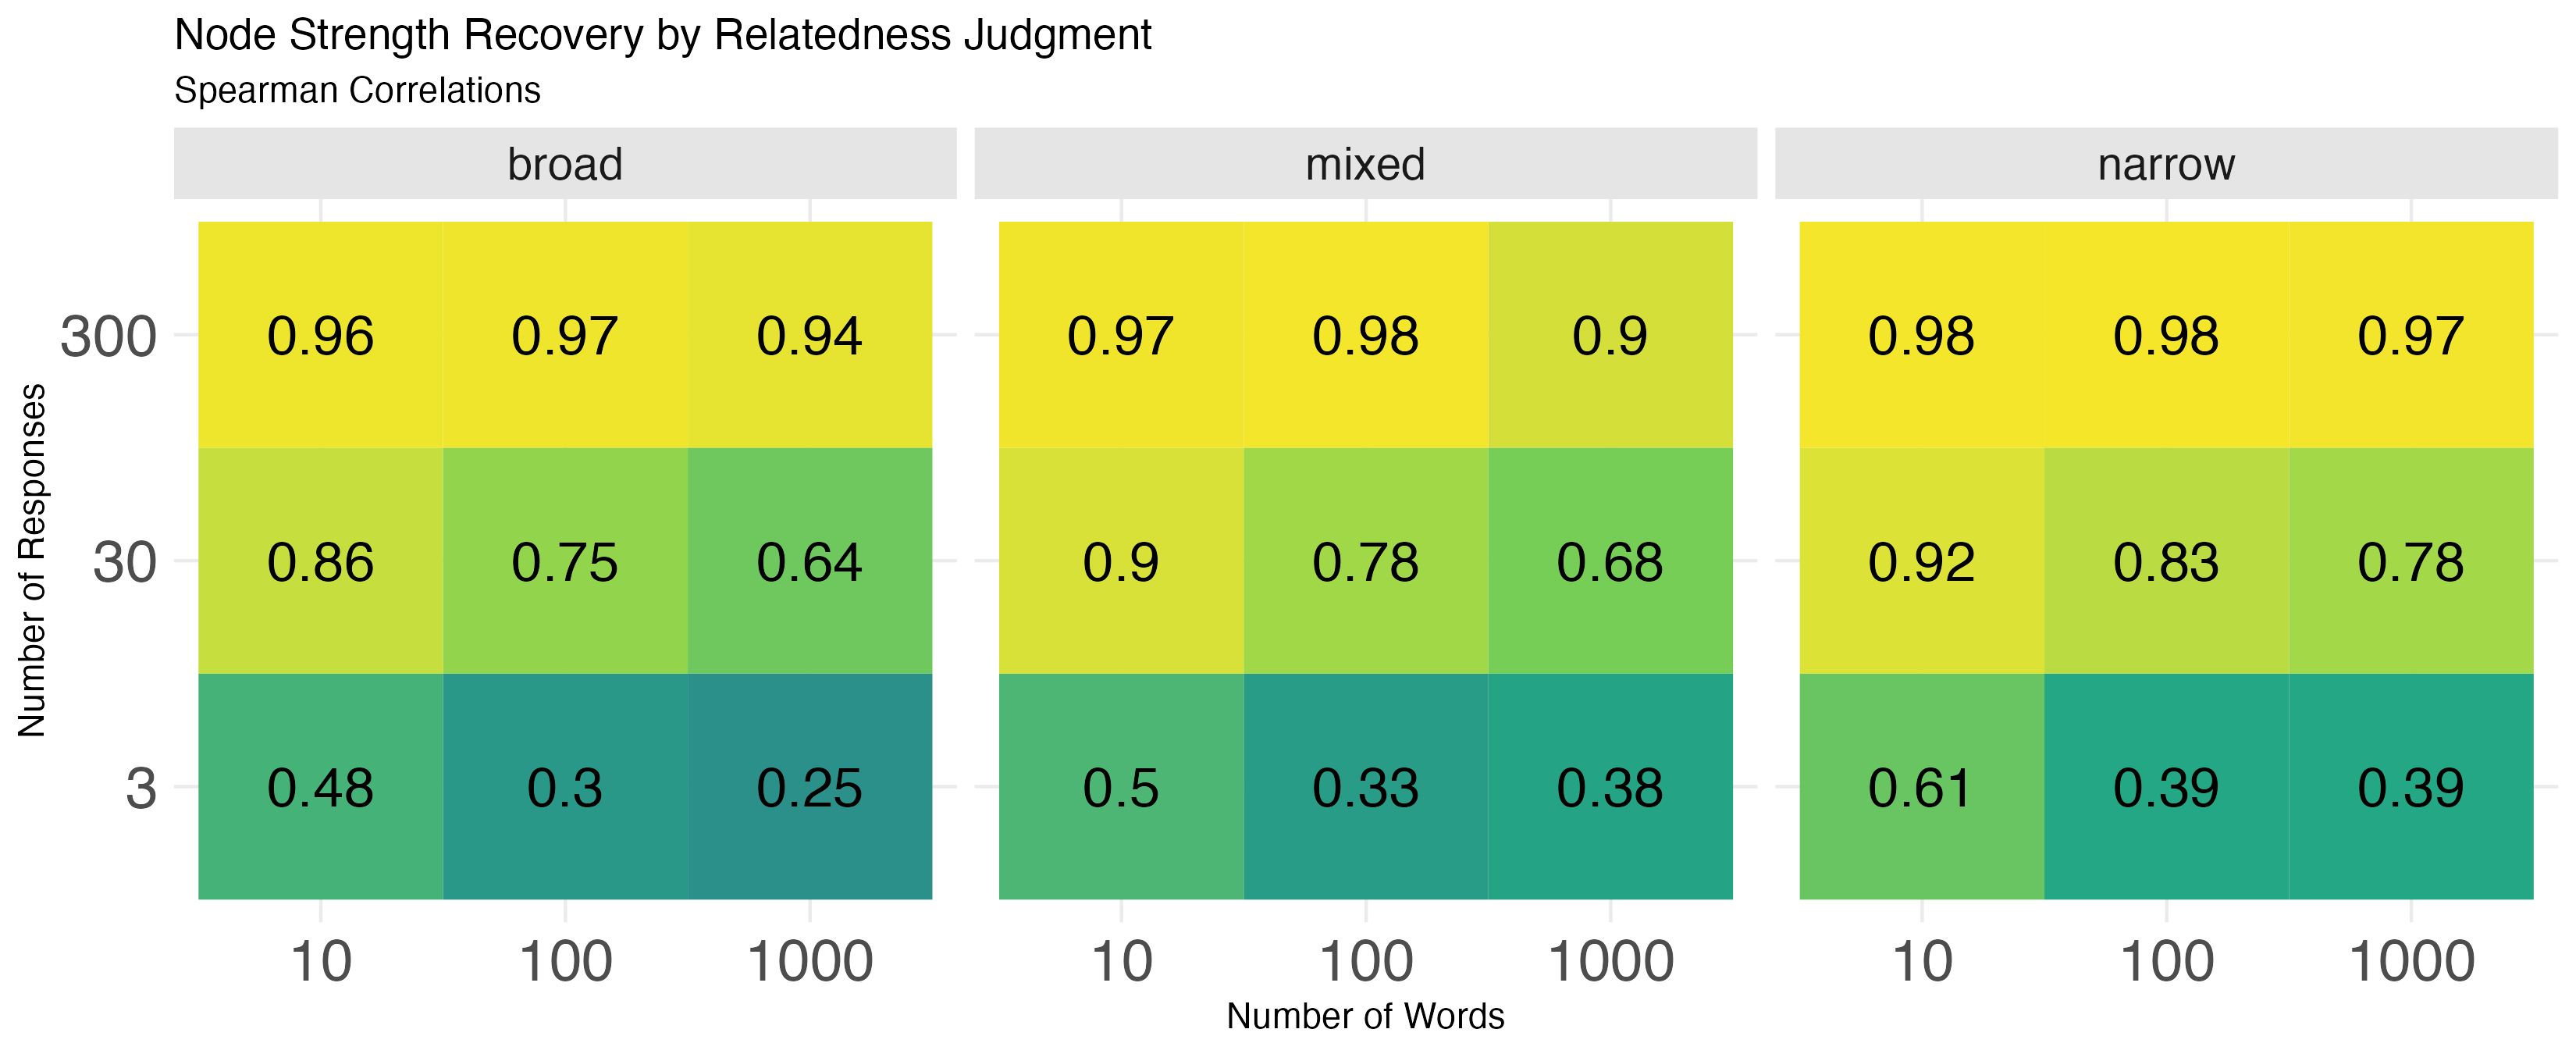 Node Strength Recovery by Relatedness Judgment
Spearman Correlations
broad mixed narrow
Number of Responses
300 0.96 0.97 0.94 0.97 0.98 0.9 0.98 0.98 0.97
30 0.86 0.75 0.64 0.9 0.78 0.68 0.92 0.83 0.78
3 0.48 0.3 0.25 0.5 0.33 0.38 0.61 0.39 0.39
10 100 1000 10 100 1000 10 100 1000
Number of Words